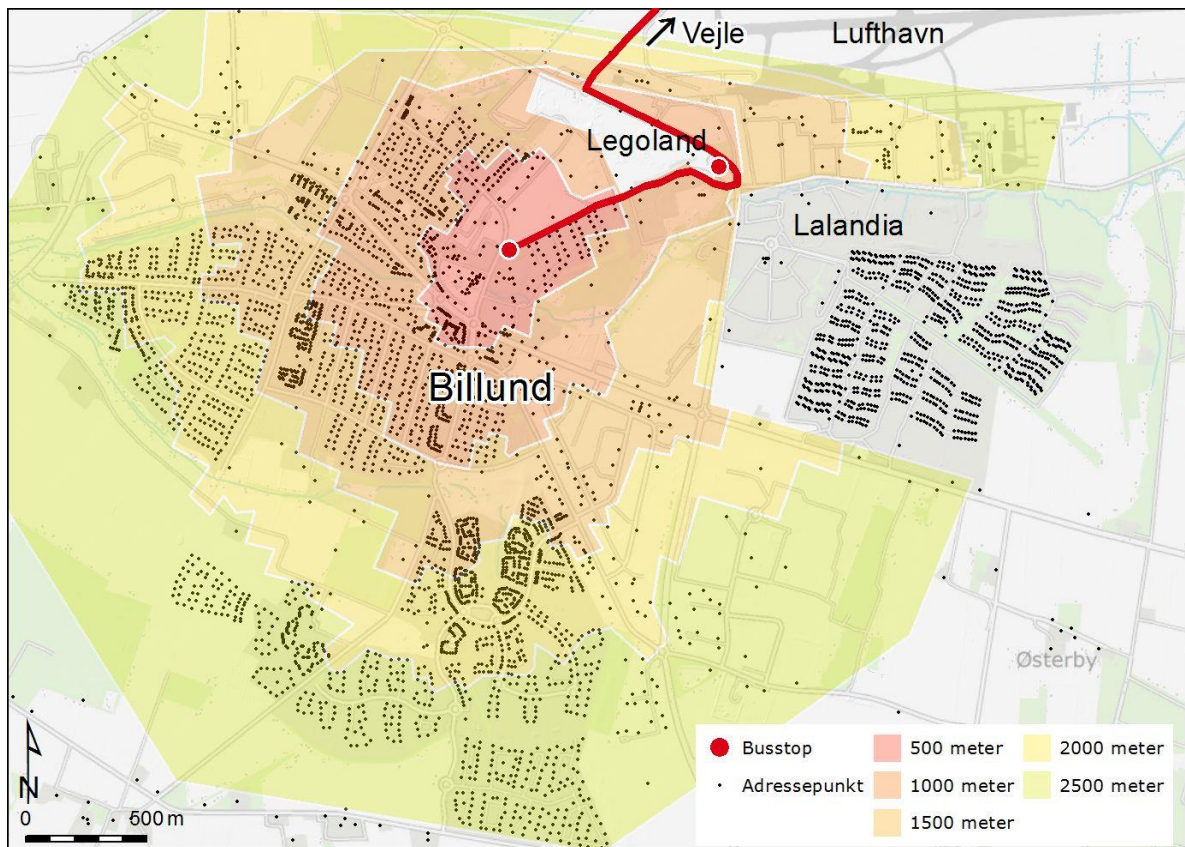 Vejle
Lufthavn
Legoland
Lalandia
Billund
Østerby
N
0 500 m
Busstop
Adressepunkt
500 meter
1000 meter
1500 meter
2000 meter
2500 meter